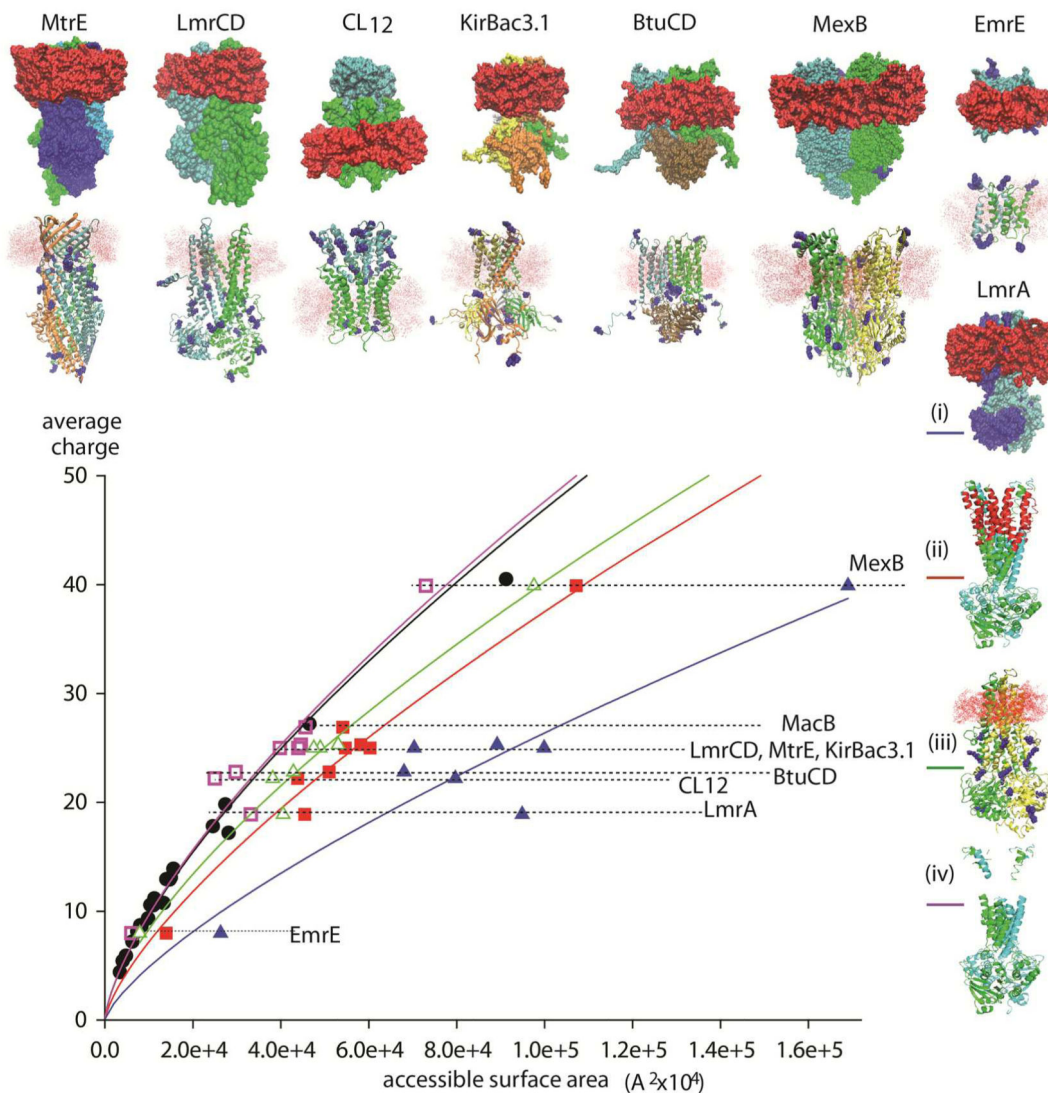 MtrE LmrCD CL12 KirBac3.1 BtuCD MexB EmrE
LmrA
(i)
average
charge
50
(ii)
MexB
40
(iii)
30
MacB
LmrCD, MtrE, KirBac3.1
BtuCD
CL12
20
LmrA
(iv)
10
EmrE
0
0.0 2.0e+4 4.0e+4 6.0e+4 8.0e+4 1.0e+5 1.2e+5 1.4e+5 1.6e+5
accessible surface area (A²x10⁴)